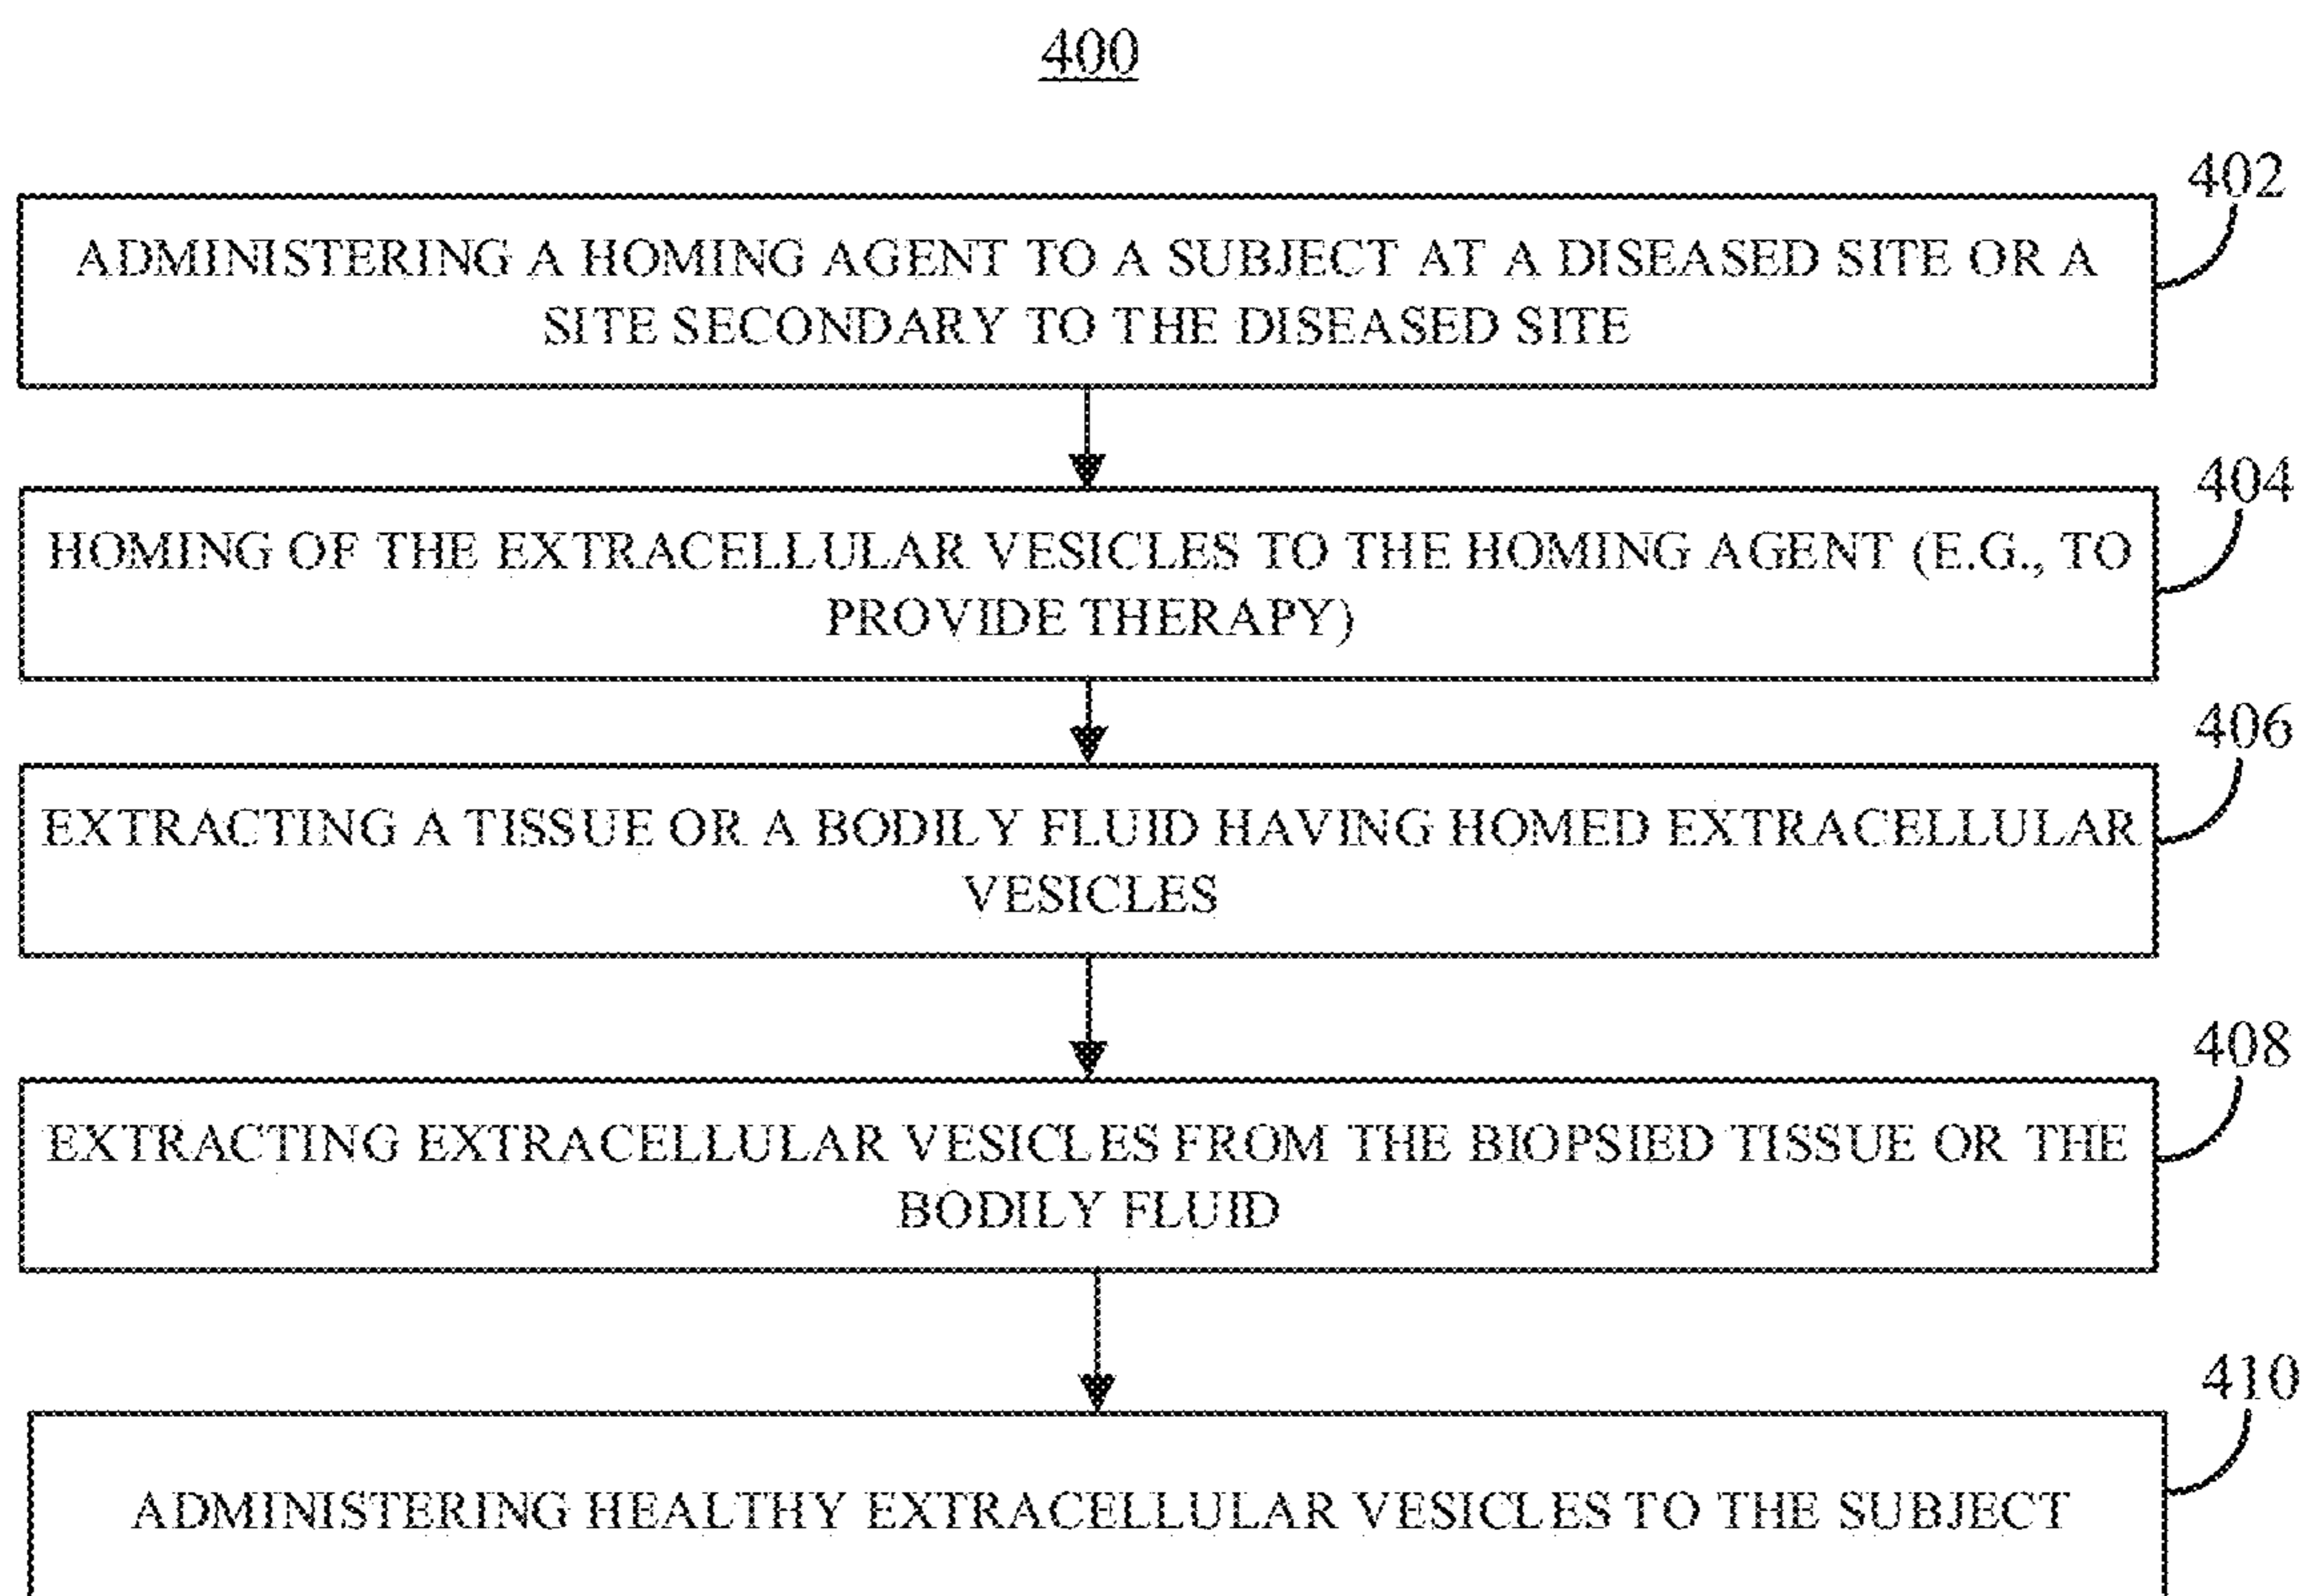 400
402
ADMINISTERING A HOMING AGENT TO A SUBJECT AT A DISEASED SITE OR A
SITE SECONDARY TO THE DISEASED SITE
404
HOMING OF THE EXTRACELLULAR VESICLES TO THE HOMING AGENT (E.G., TO
PROVIDE THERAPY)
406
EXTRACTING A TISSUE OR A BODILY FLUID HAVING HOMED EXTRACELLULAR
VESICLES
408
EXTRACTING EXTRACELLULAR VESICLES FROM THE BIOPSIED TISSUE OR THE
BODILY FLUID
410
ADMINISTERING HEALTHY EXTRACELLULAR VESICLES TO THE SUBJECT